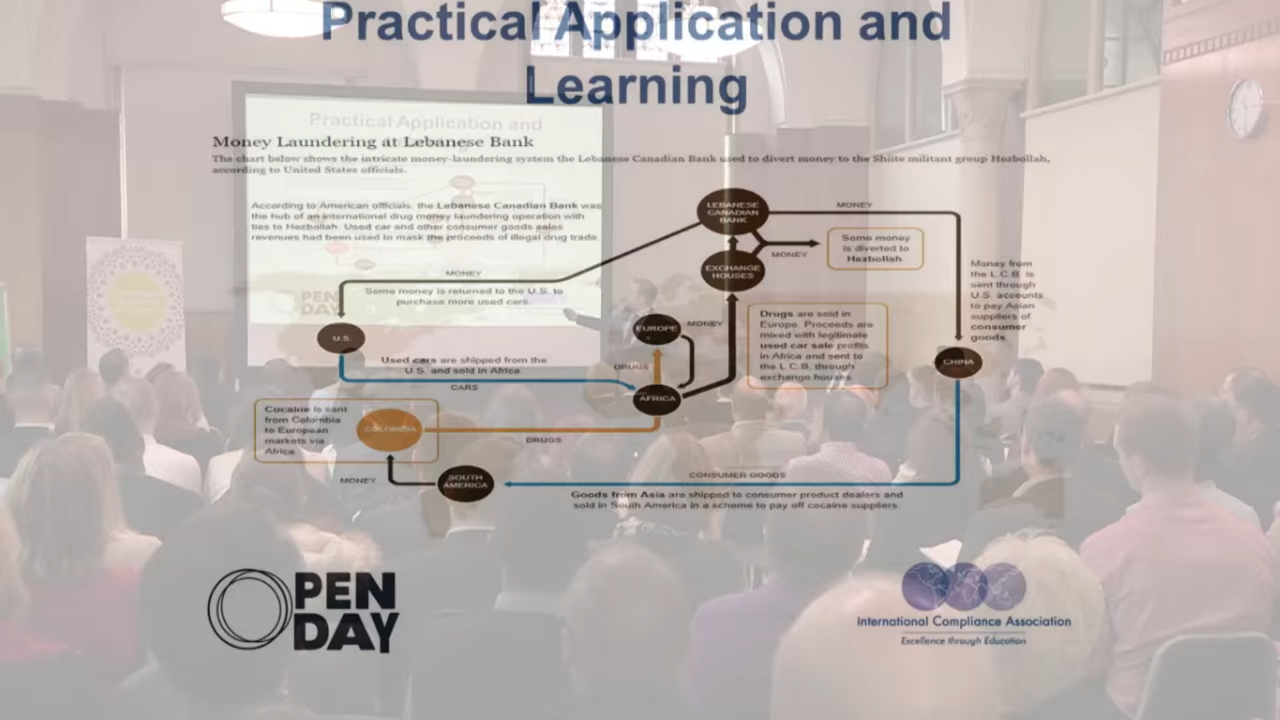 Practical Application and
Learning
Practical Application and
Money Laundering at Lebanese Bank
The chart below shows the intricate money-laundering system the Lebanese Canadian Bank used to divert money to the Shiite militant group Hezbollah,
according to United States officials.
According to American officials, the Lebanese Canadian Bank was
the hub of an international drug money laundering operation with
ties to Hezbollah. Used car and other consumer goods sales
revenues had been used to mask the proceeds of illegal drug trade.
LEBANESE
CANADIAN
BANK
MONEY
Some money
is diverted to
Hezbollah
MONEY
EXCHANGE
HOUSES
Money from
the L.C.B. is
sent through
U.S. accounts
to pay Asian
suppliers of
consumer
goods.
MONEY
Some money is returned to the U.S. to
purchase more used cars.
PEN
DAY
U.S.
EUROPE
MONEY
Drugs are sold in
Europe. Proceeds are
mixed with legitimate
used car sale profits
in Africa and sent to
the L.C.B. through
exchange houses.
CHINA
Used cars are shipped from the
U.S. and sold in Africa.
CARS
DRUGS
AFRICA
Cocaine is sent
from Colombia
to European
markets via
Africa.
COLOMBIA
DRUGS
MONEY
SOUTH
AMERICA
CONSUMER GOODS
Goods from Asia are shipped to consumer product dealers and
sold in South America in a scheme to pay off cocaine suppliers.
OPEN
DAY
International Compliance Association
Excellence through Education